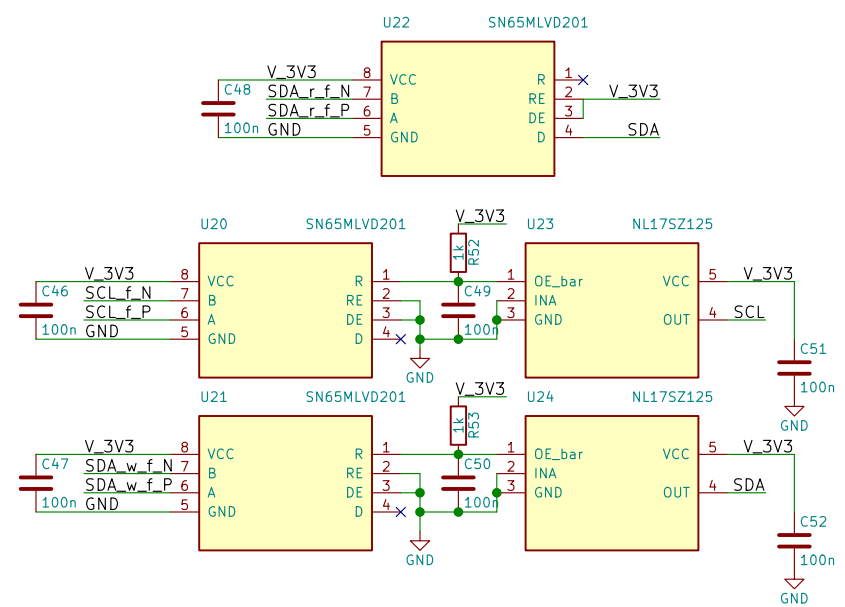 U22 SN65MLVD201
V_3V3 8 VCC R 1
C48 SDA_r_f_N 7 B RE 2 V_3V3
SDA_r_f_P 6 A DE 3
100n GND 5 GND D 4 SDA
V_3V3
U20 SN65MLVD201 U23 NL17SZ125
1k R52
V_3V3 8 VCC R 1 1 OE_bar VCC 5 V_3V3
C46 SCL_f_N 7 B RE 2 C49 2 INA
SCL_f_P 6 A DE 3 3 GND OUT 4 SCL
100n GND 5 GND D 4 100n
C51
GND
100n
V_3V3
U21 SN65MLVD201 U24 NL17SZ125
GND
1k R53
V_3V3 8 VCC R 1 1 OE_bar VCC 5 V_3V3
C47 SDA_w_f_N 7 B RE 2 C50 2 INA
SDA_w_f_P 6 A DE 3 3 GND OUT 4 SDA
100n GND 5 GND D 4 100n
C52
GND
100n
GND